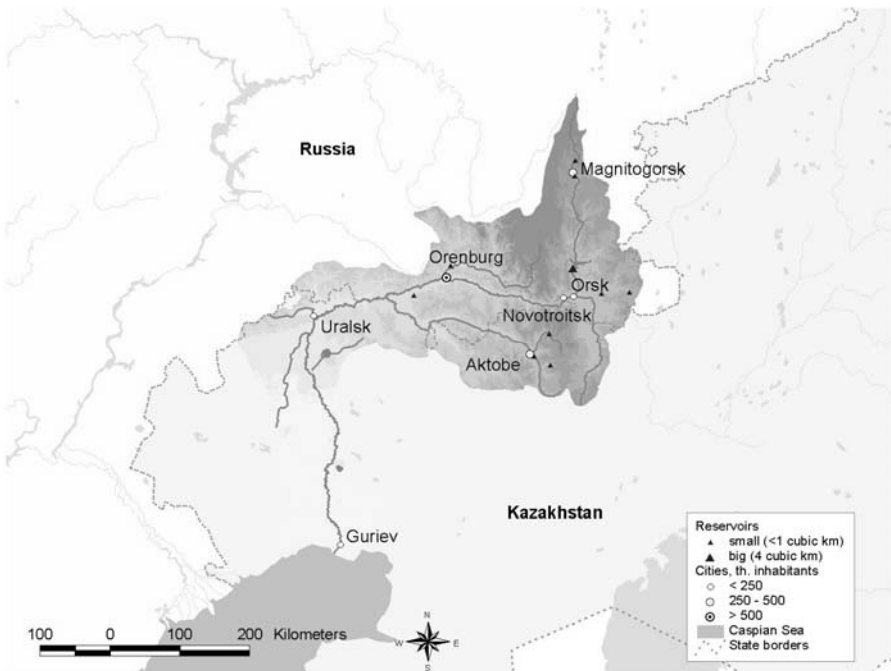 Russia
Magnitogorsk
Orenburg
Orsk
Novotroitsk
Uralsk
Aktobe
Kazakhstan
Guriev
Reservoirs
small (<1 cubic km)
big (4 cubic km)
Cities, th. inhabitants
< 250
250 - 500
> 500
Caspian Sea
State borders
100 0 100 200 Kilometers
N
W E
S